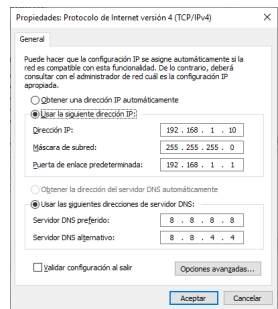 Propiedades: Protocolo de Internet versión 4 (TCP/IPv4)
General
Puede hacer que la configuración IP se asigne automáticamente si la
red es compatible con esta funcionalidad. De lo contrario, deberá
consultar con el administrador de red cuál es la configuración IP
apropiada.
Obtener una dirección IP automáticamente
Usar la siguiente dirección IP:
Dirección IP: 192 . 168 . 1 . 10
Máscara de subred: 255 . 255 . 255 . 0
Puerta de enlace predeterminada: 192 . 168 . 1 . 1
Obtener la dirección del servidor DNS automáticamente
Usar las siguientes direcciones de servidor DNS:
Servidor DNS preferido: 8 . 8 . 8 . 8
Servidor DNS alternativo: 8 . 8 . 4 . 4
Validar configuración al salir
Opciones avanzadas...
Aceptar Cancelar